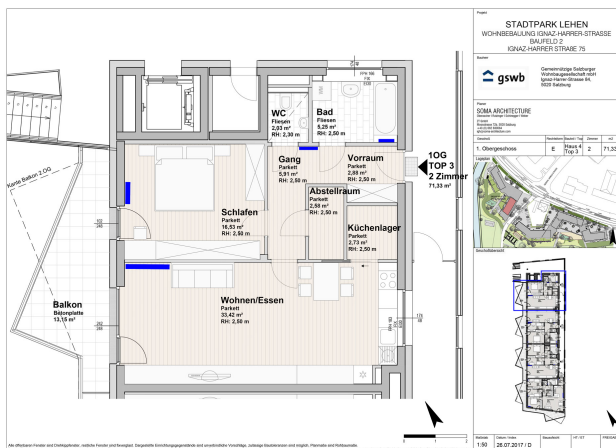 Projekt
STADTPARK LEHEN
WOHNBEBAUUNG IGNAZ-HARRER-STRASSE
BAUFELD 2
IGNAZ-HARRER STRAßE 75
gswb
Gemeinnützige Salzburger
Wohnbaugesellschaft mbH
Ignaz-Harrer-Strasse 84,
5020 Salzburg
Planer
SOMA ARCHITECTURE
1. Obergeschoss
E
Haus 4
Top 3
2
71,33
Lageplan
WC
Fliesen
2,03 m²
RH: 2,30 m
Bad
Fliesen
5,25 m²
RH: 2,50 m
Gang
Parkett
5,91 m²
RH: 2,50 m
Vorraum
Parkett
2,88 m²
RH: 2,50 m
1OG
TOP 3
2 Zimmer
71,33 m²
Abstellraum
Parkett
2,58 m²
RH: 2,50 m
Schlafen
Parkett
16,53 m²
RH: 2,50 m
Küchenlager
Parkett
2,73 m²
RH: 2,50 m
Kante Balkon 2.OG
Balkon
Betonplatte
13,15 m²
Wohnen/Essen
Parkett
33,42 m²
RH: 2,50 m
Maßstab
1:50
26.07.2017 / D